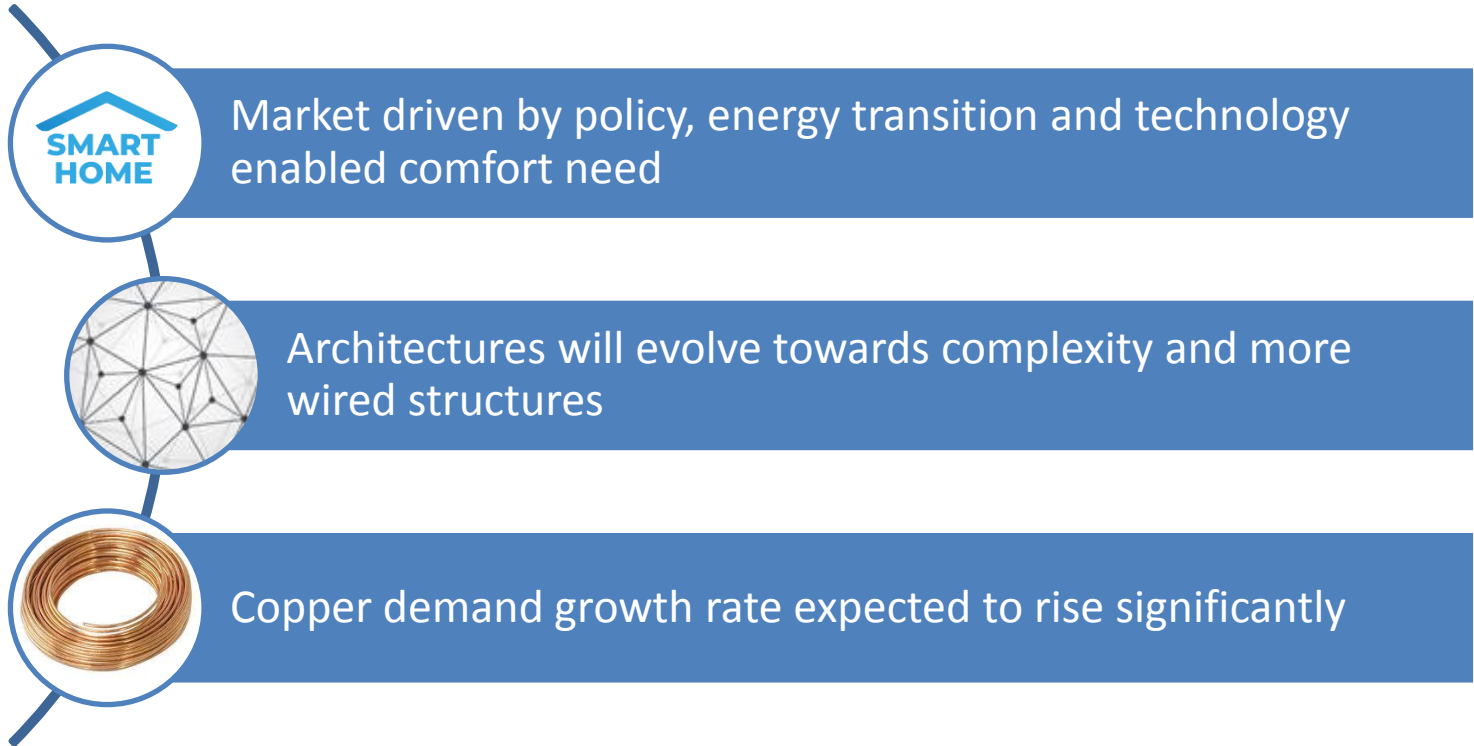 SMART
HOME
Market driven by policy, energy transition and technology
enabled comfort need
Architectures will evolve towards complexity and more
wired structures
Copper demand growth rate expected to rise significantly